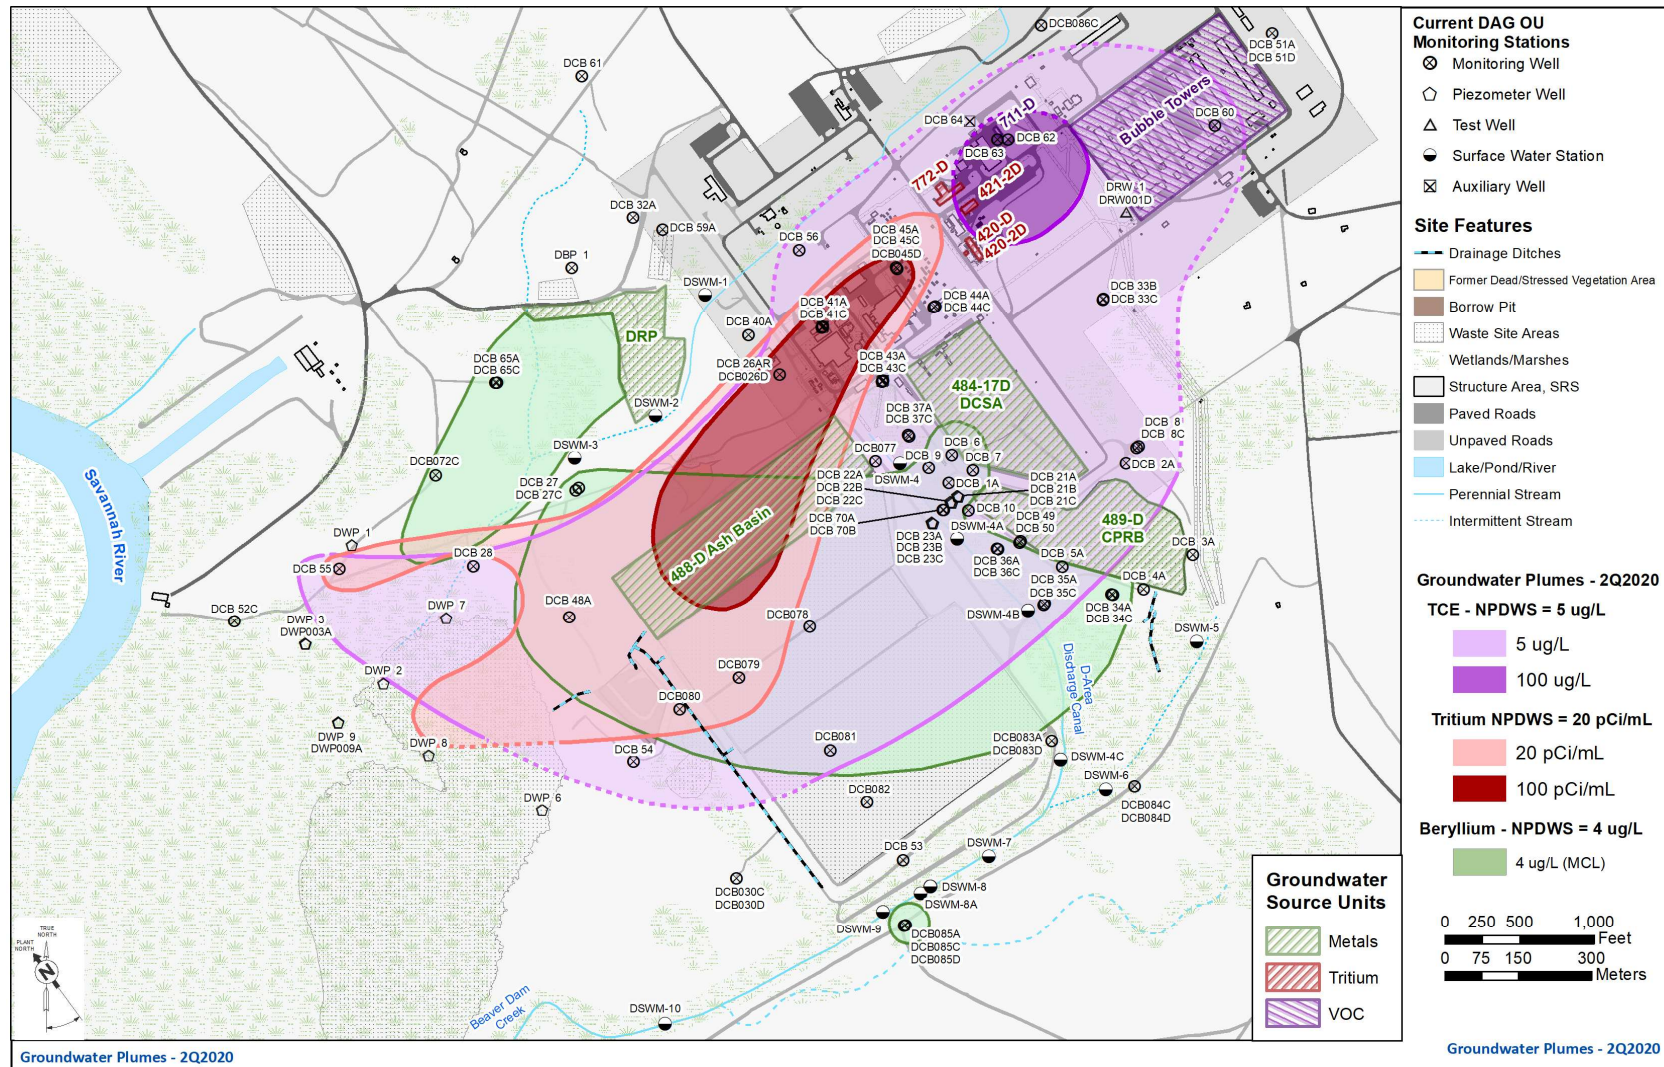 DCB086C
DCB 51A
DCB 51D
DCB 61
DCB 64
711-D
DCB 62
DCB 63
Bubble Towers
DCB 60
772-D
421-2D
DRW 1
DRW001D
420-D
420-2D
DCB 32A
DCB 59A
DCB 56
DCB 45A
DCB 45C
DCB045D
DBP 1
DSWM-1
DCB 41A
DCB 41C
DCB 44A
DCB 44C
DCB 33B
DCB 33C
DCB 40A
DRP
DCB 65A
DCB 65C
DCB 26AR
DCB026D
DCB 43A
DCB 43C
484-17D
DCSA
DSWM-2
DCB 37A
DCB 37C
DSWM-3
DCB077
DCB 9
DCB 6
DCB 7
DCB 8
DCB 8C
DCB 2A
DCB072C
DSWM-4
DCB 27
DCB 27C
DCB 22A
DCB 22B
DCB 22C
DCB 1A
DCB 21A
DCB 21B
DCB 21C
DCB 70A
DCB 70B
DCB 10
DCB 49
DCB 50
489-D
CPRB
DSWM-4A
DCB 23A
DCB 23B
DCB 23C
DCB 36A
DCB 36C
DCB 5A
DCB 3A
DCB 4A
DCB 35A
DCB 35C
DCB 34A
DCB 34C
DSWM-4B
DSWM-5
488-D Ash Basin
Savannah River
DWP 1
DCB 28
DCB 55
DCB 52C
DWP 3
DWP003A
DWP 7
DCB 48A
DCB078
DWP 2
DCB079
DCB080
D-Area
Discharge Canal
DWP 9
DWP009A
DWP 8
DCB 54
DCB081
DCB083A
DCB083D
DSWM-4C
DSWM-6
DCB082
DCB084C
DCB084D
DWP 6
DCB 53
DSWM-7
DCB030C
DCB030D
DSWM-8
DSWM-8A
DSWM-9
DCB085A
DCB085C
DCB085D
Beaver Dam
Creek
DSWM-10
TRUE
NORTH
PLANT
NORTH
N
Groundwater
Source Units
Metals
Tritium
VOC
Current DAG OU
Monitoring Stations
Monitoring Well
Piezometer Well
Test Well
Surface Water Station
Auxiliary Well
Site Features
Drainage Ditches
Former Dead/Stressed Vegetation Area
Borrow Pit
Waste Site Areas
Wetlands/Marshes
Structure Area, SRS
Paved Roads
Unpaved Roads
Lake/Pond/River
Perennial Stream
Intermittent Stream
Groundwater Plumes - 2Q2020
TCE - NPDWS = 5 ug/L
5 ug/L
100 ug/L
Tritium NPDWS = 20 pCi/mL
20 pCi/mL
100 pCi/mL
Beryllium - NPDWS = 4 ug/L
4 ug/L (MCL)
0 250 500 1,000
Feet
0 75 150 300
Meters
Groundwater Plumes - 2Q2020
Groundwater Plumes - 2Q2020